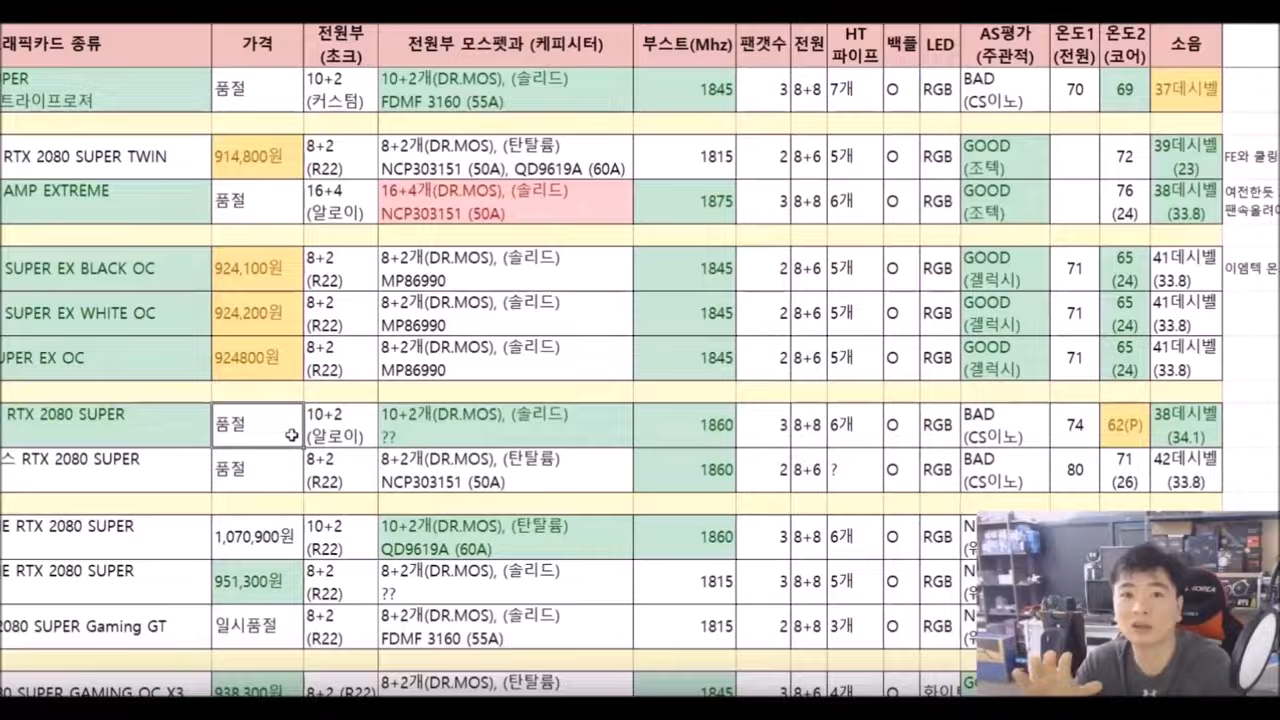 래픽카드 종류 가격 전원부 (초크) 전원부 모스펫과 (케피시터) 부스트(Mhz) 팬갯수 전원 HT 파이프 백플 LED AS평가 (주관적) 온도1 (전원) 온도2 (코어) 소음
PER 트라이프로져 품절 10+2 (커스텀) 10+2개(DR.MOS), (솔리드) FDMF 3160 (55A) 1845 3 8+8 7개 O RGB BAD (CS이노) 70 69 37데시벨
RTX 2080 SUPER TWIN 914,800원 8+2 (R22) 8+2개(DR.MOS), (탄탈륨) NCP303151 (50A), QD9619A (60A) 1815 2 8+6 5개 O RGB GOOD (조텍) 72 39데시벨 (23) FE와 쿨링
AMP EXTREME 품절 16+4 (알로이) 16+4개(DR.MOS), (솔리드) NCP303151 (50A) 1875 3 8+8 6개 O RGB GOOD (조텍) 76 (24) 38데시벨 (33.8) 여전한듯 팬속올려
SUPER EX BLACK OC 924,100원 8+2 (R22) 8+2개(DR.MOS), (솔리드) MP86990 1845 2 8+6 5개 O RGB GOOD (겔럭시) 71 65 (24) 41데시벨 (33.8) 이엠텍 온
SUPER EX WHITE OC 924,200원 8+2 (R22) 8+2개(DR.MOS), (솔리드) MP86990 1845 2 8+6 5개 O RGB GOOD (겔럭시) 71 65 (24) 41데시벨 (33.8)
UPER EX OC 924800원 8+2 (R22) 8+2개(DR.MOS), (솔리드) MP86990 1845 2 8+6 5개 O RGB GOOD (겔럭시) 71 65 (24) 41데시벨 (33.8)
RTX 2080 SUPER 품절 10+2 (알로이) 10+2개(DR.MOS), (솔리드) ?? 1860 3 8+8 6개 O RGB BAD (CS이노) 74 62(P) 38데시벨 (34.1)
스 RTX 2080 SUPER 품절 8+2 (R22) 8+2개(DR.MOS), (탄탈륨) NCP303151 (50A) 1860 2 8+6 ? O RGB BAD (CS이노) 80 71 (26) 42데시벨 (33.8)
E RTX 2080 SUPER 1,070,900원 10+2 (R22) 10+2개(DR.MOS), (탄탈륨) QD9619A (60A) 1860 3 8+8 6개 O RGB N
E RTX 2080 SUPER 951,300원 8+2 (R22) 8+2개(DR.MOS), (솔리드) ?? 1815 3 8+8 5개 O RGB N
2080 SUPER Gaming GT 일시품절 8+2 (R22) 8+2개(DR.MOS), (솔리드) FDMF 3160 (55A) 1815 2 8+8 3개 O RGB N
80 SUPER GAMING OC X3 938,300원 8+2 (R22) 8+2개(DR.MOS), (탄탈륨) 1845 3 8+6 4개 O 화이트